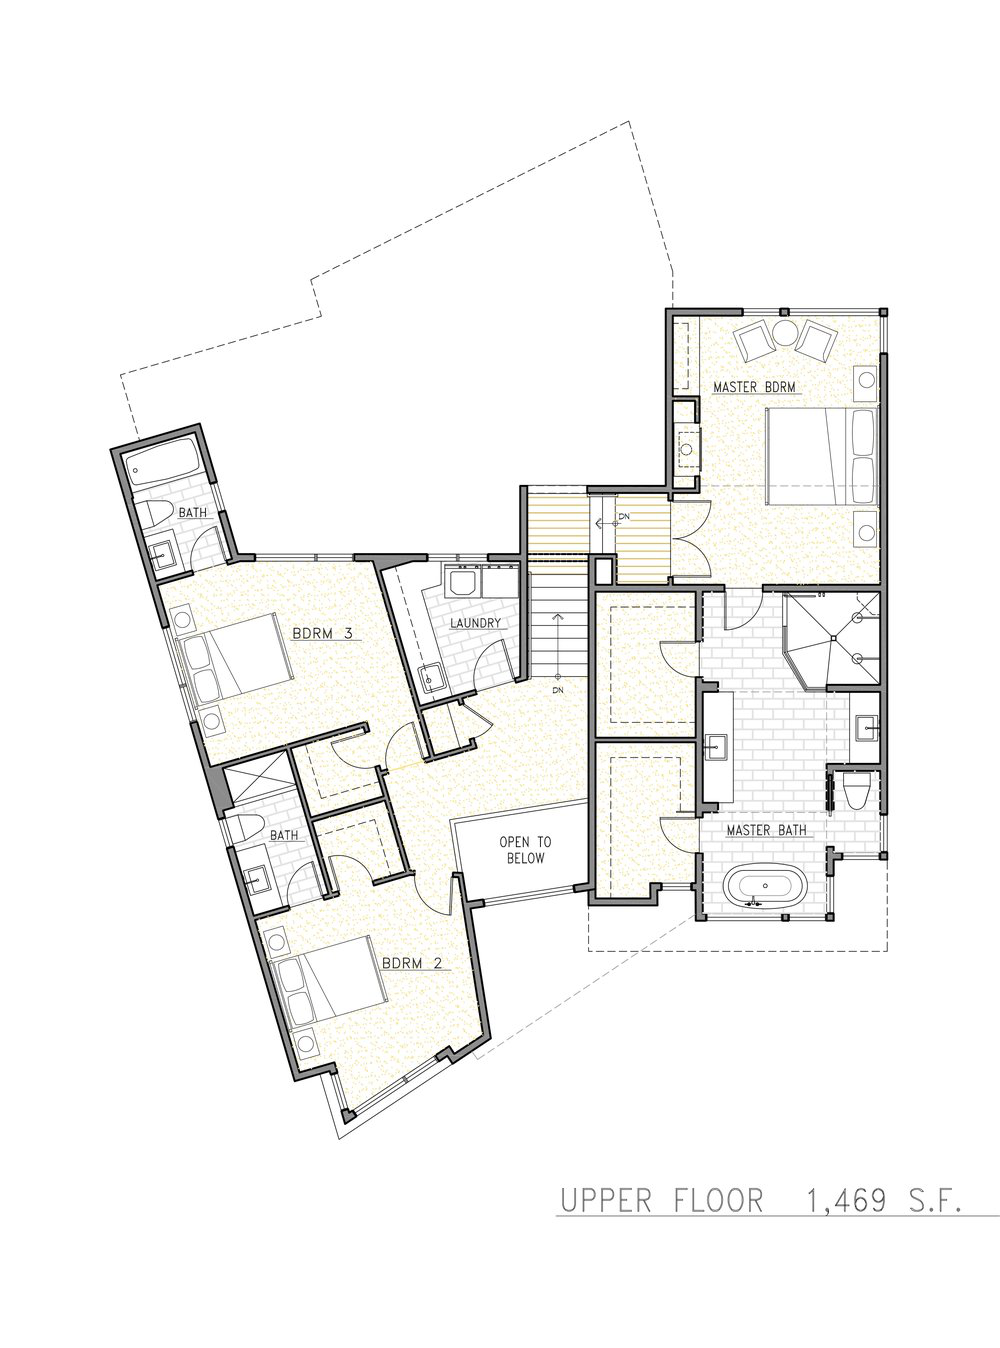 MASTER BDRM
BATH
DN
LAUNDRY
BDRM 3
DN
MASTER BATH
BATH
OPEN TO
BELOW
BDRM 2
UPPER FLOOR 1,469 S.F.